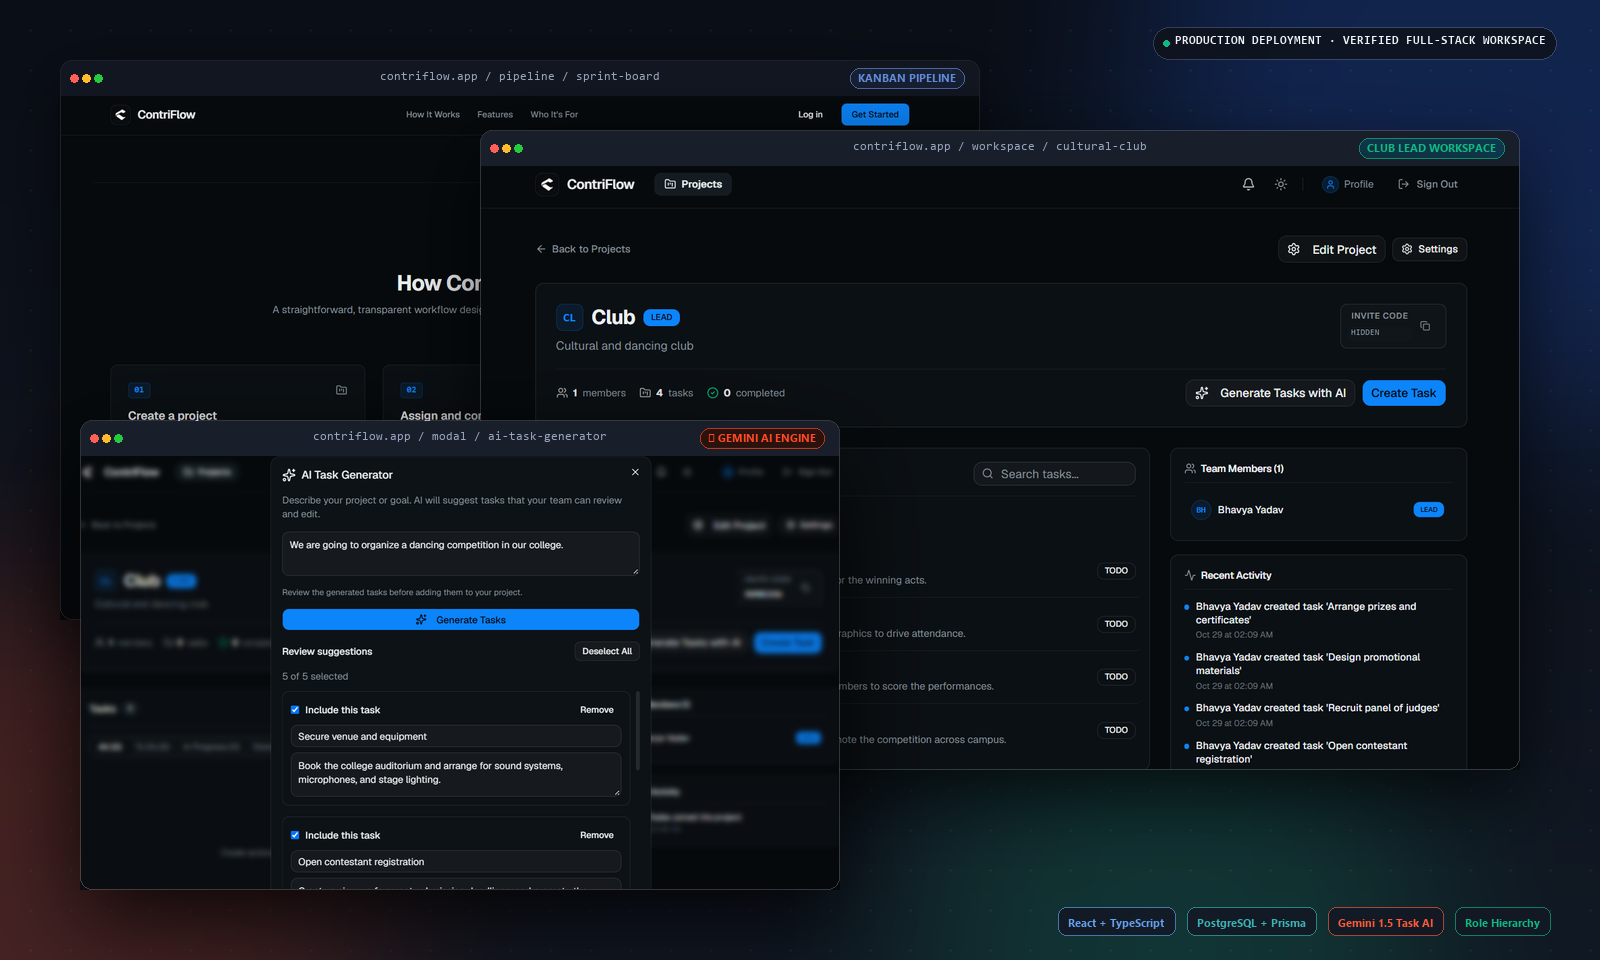 PRODUCTION DEPLOYMENT · VERIFIED FULL-STACK WORKSPACE
contriflow.app / pipeline / sprint-board
KANBAN PIPELINE
ContriFlow
How It Works
Features
Who It's For
Log in
Get Started
How Con
A straightforward, transparent workflow desig
01
Create a project
02
Assign and con
contriflow.app / workspace / cultural-club
CLUB LEAD WORKSPACE
ContriFlow
Projects
Profile
Sign Out
Back to Projects
Edit Project
Settings
CL
Club
LEAD
Cultural and dancing club
INVITE CODE
HIDDEN
1 members
4 tasks
0 completed
Generate Tasks with AI
Create Task
Search tasks...
TODO
or the winning acts.
TODO
raphics to drive attendance.
TODO
mbers to score the performances.
TODO
note the competition across campus.
Team Members (1)
BH
Bhavya Yadav
LEAD
Recent Activity
Bhavya Yadav created task 'Arrange prizes and
certificates'
Oct 29 at 02:09 AM
Bhavya Yadav created task 'Design promotional
materials'
Oct 29 at 02:09 AM
Bhavya Yadav created task 'Recruit panel of judges'
Oct 29 at 02:09 AM
Bhavya Yadav created task 'Open contestant
registration'
contriflow.app / modal / ai-task-generator
GEMINI AI ENGINE
AI Task Generator
Describe your project or goal. AI will suggest tasks that your team can review
and edit.
We are going to organize a dancing competition in our college.
Review the generated tasks before adding them to your project.
Generate Tasks
Review suggestions
Deselect All
5 of 5 selected
Include this task
Remove
Secure venue and equipment
Book the college auditorium and arrange for sound systems,
microphones, and stage lighting.
Include this task
Remove
Open contestant registration
React + TypeScript
PostgreSQL + Prisma
Gemini 1.5 Task AI
Role Hierarchy